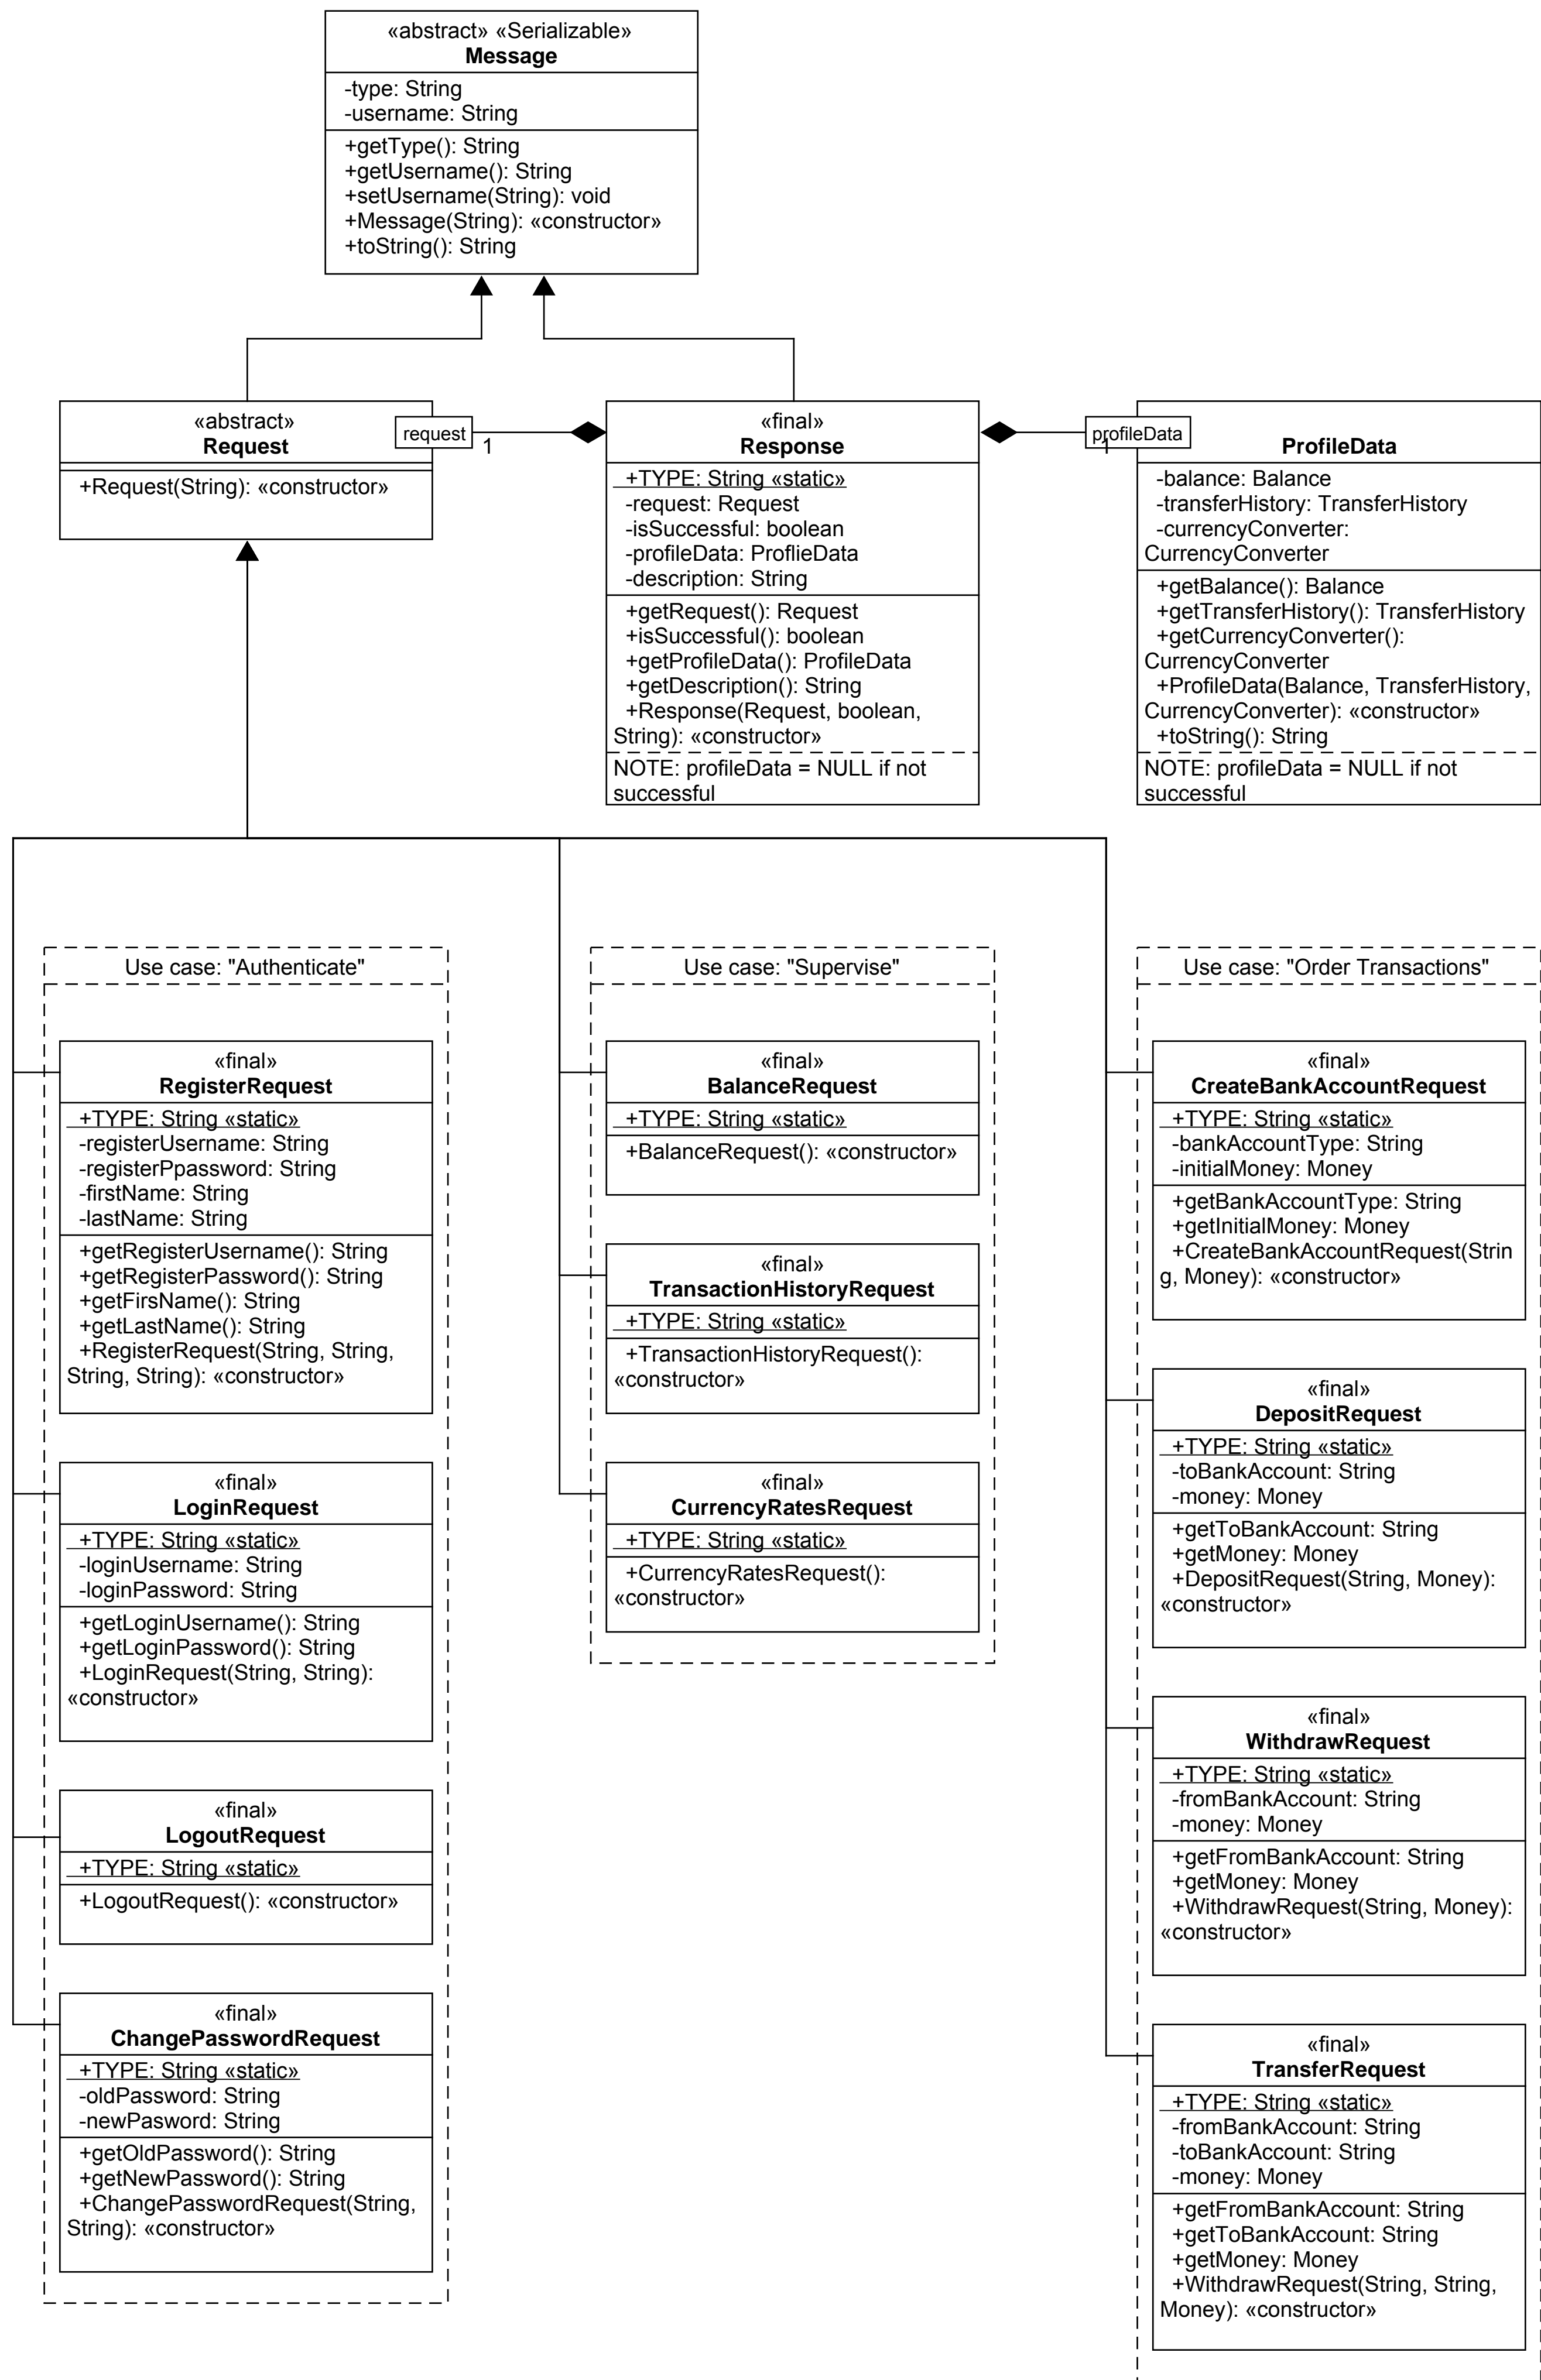 «abstract» «Serializable»
Message
-type: String
-username: String
+getType(): String
+getUsername(): String
+setUsername(String): void
+Message(String): «constructor»
+toString(): String
«abstract»
Request
+Request(String): «constructor»
request
1
«final»
Response
+TYPE: String «static»
-request: Request
-isSuccessful: boolean
-profileData: ProflieData
-description: String
+getRequest(): Request
+isSuccessful(): boolean
+getProfileData(): ProfileData
+getDescription(): String
+Response(Request, boolean,
String): «constructor»
NOTE: profileData = NULL if not
successful
profileData
1
ProfileData
-balance: Balance
-transferHistory: TransferHistory
-currencyConverter:
CurrencyConverter
+getBalance(): Balance
+getTransferHistory(): TransferHistory
+getCurrencyConverter():
CurrencyConverter
+ProfileData(Balance, TransferHistory,
CurrencyConverter): «constructor»
+toString(): String
NOTE: profileData = NULL if not
successful
Use case: "Authenticate"
«final»
RegisterRequest
+TYPE: String «static»
-registerUsername: String
-registerPpassword: String
-firstName: String
-lastName: String
+getRegisterUsername(): String
+getRegisterPassword(): String
+getFirsName(): String
+getLastName(): String
+RegisterRequest(String, String,
String, String): «constructor»
«final»
LoginRequest
+TYPE: String «static»
-loginUsername: String
-loginPassword: String
+getLoginUsername(): String
+getLoginPassword(): String
+LoginRequest(String, String):
«constructor»
«final»
LogoutRequest
+TYPE: String «static»
+LogoutRequest(): «constructor»
«final»
ChangePasswordRequest
+TYPE: String «static»
-oldPassword: String
-newPasword: String
+getOldPassword(): String
+getNewPassword(): String
+ChangePasswordRequest(String,
String): «constructor»
Use case: "Supervise"
«final»
BalanceRequest
+TYPE: String «static»
+BalanceRequest(): «constructor»
«final»
TransactionHistoryRequest
+TYPE: String «static»
+TransactionHistoryRequest():
«constructor»
«final»
CurrencyRatesRequest
+TYPE: String «static»
+CurrencyRatesRequest():
«constructor»
Use case: "Order Transactions"
«final»
CreateBankAccountRequest
+TYPE: String «static»
-bankAccountType: String
-initialMoney: Money
+getBankAccountType: String
+getInitialMoney: Money
+CreateBankAccountRequest(Strin
g, Money): «constructor»
«final»
DepositRequest
+TYPE: String «static»
-toBankAccount: String
-money: Money
+getToBankAccount: String
+getMoney: Money
+DepositRequest(String, Money):
«constructor»
«final»
WithdrawRequest
+TYPE: String «static»
-fromBankAccount: String
-money: Money
+getFromBankAccount: String
+getMoney: Money
+WithdrawRequest(String, Money):
«constructor»
«final»
TransferRequest
+TYPE: String «static»
-fromBankAccount: String
-toBankAccount: String
-money: Money
+getFromBankAccount: String
+getToBankAccount: String
+getMoney: Money
+WithdrawRequest(String, String,
Money): «constructor»